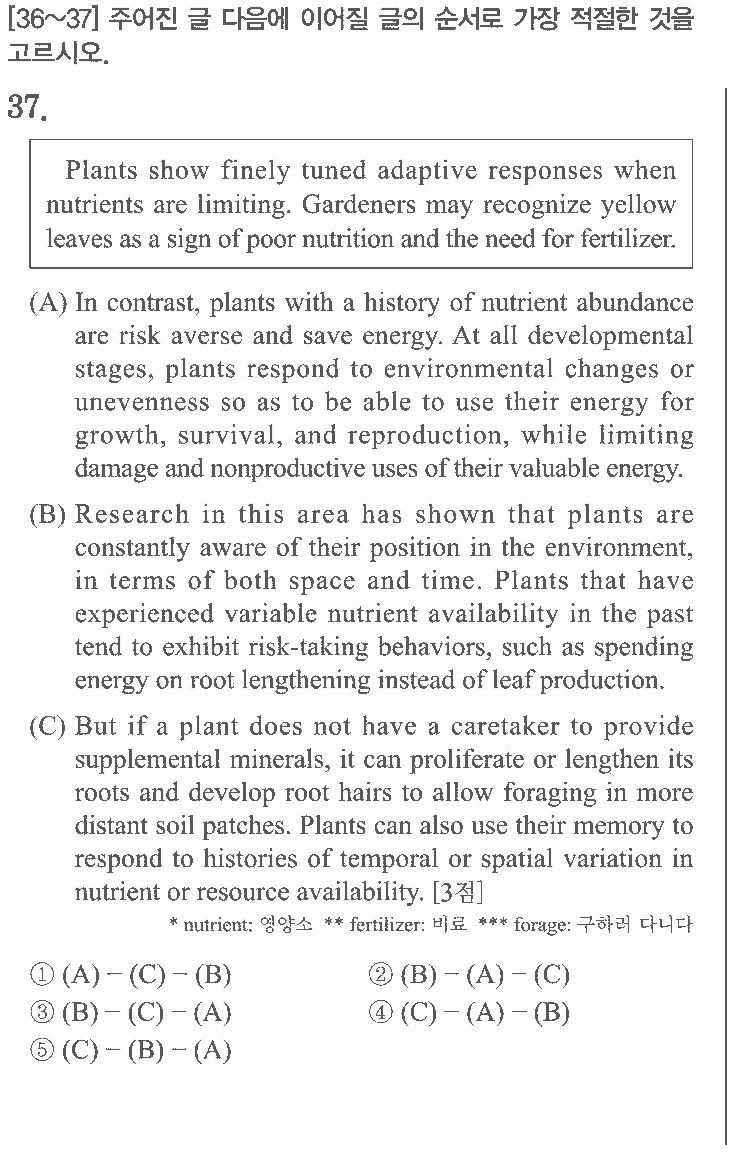 [36~37] 주어진 글 다음에 이어질 글의 순서로 가장 적절한 것을
고르시오.
37.
Plants show finely tuned adaptive responses when
nutrients are limiting. Gardeners may recognize yellow
leaves as a sign of poor nutrition and the need for fertilizer.
(A) In contrast, plants with a history of nutrient abundance
are risk averse and save energy. At all developmental
stages, plants respond to environmental changes or
unevenness so as to be able to use their energy for
growth, survival, and reproduction, while limiting
damage and nonproductive uses of their valuable energy.
(B) Research in this area has shown that plants are
constantly aware of their position in the environment,
in terms of both space and time. Plants that have
experienced variable nutrient availability in the past
tend to exhibit risk-taking behaviors, such as spending
energy on root lengthening instead of leaf production.
(C) But if a plant does not have a caretaker to provide
supplemental minerals, it can proliferate or lengthen its
roots and develop root hairs to allow foraging in more
distant soil patches. Plants can also use their memory to
respond to histories of temporal or spatial variation in
nutrient or resource availability. [3점]
* nutrient: 영양소 ** fertilizer: 비료 *** forage: 구하러 다니다
① (A) - (C) - (B) ② (B) - (A) - (C)
③ (B) - (C) - (A) ④ (C) - (A) - (B)
⑤ (C) - (B) - (A)